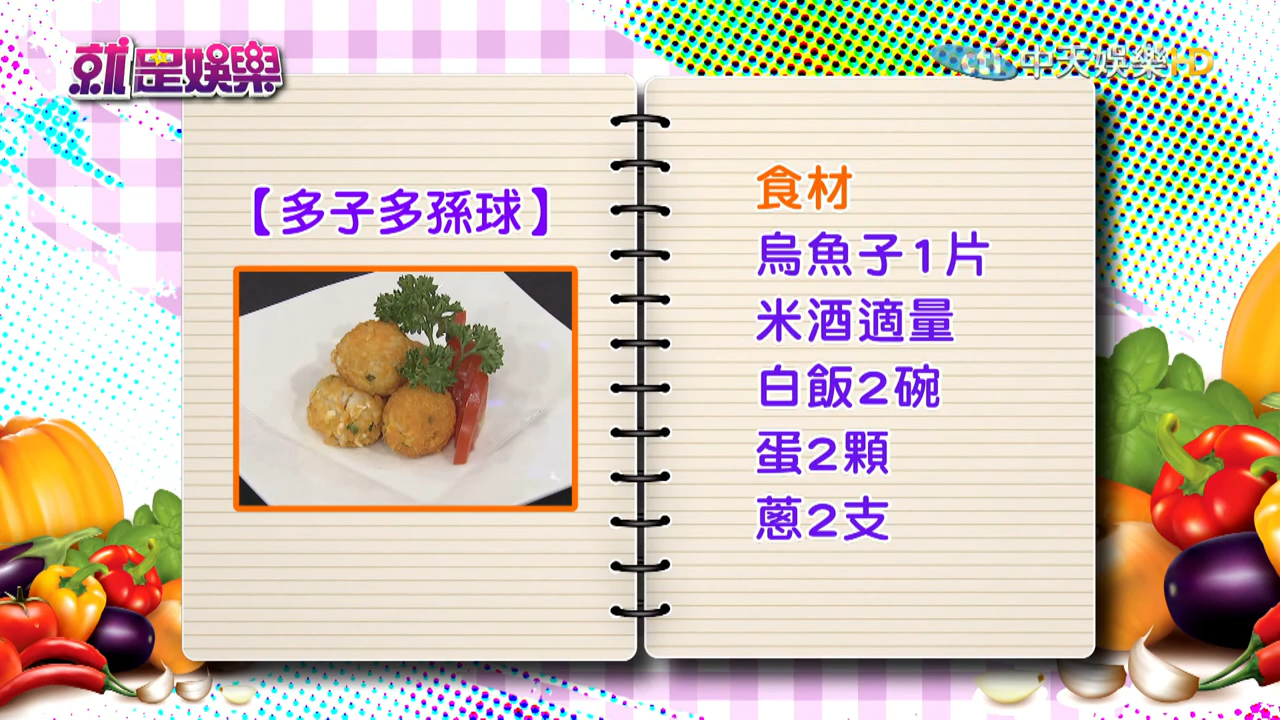 就是娛樂
cti 中天娛樂HD
【多子多孫球】
食材
烏魚子1片
米酒適量
白飯2碗
蛋2顆
蔥2支